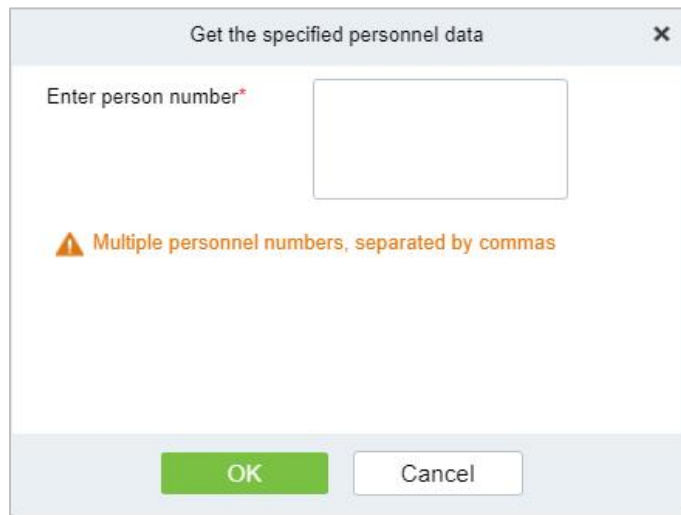 Get the specified personnel data
Enter person number*
Multiple personnel numbers, separated by commas
OK
Cancel